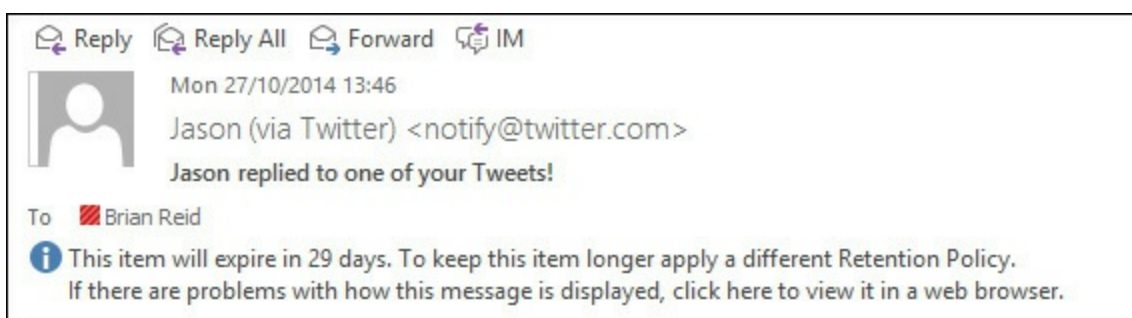 Reply Reply All Forward IM
Mon 27/10/2014 13:46
Jason (via Twitter) <notify@twitter.com>
Jason replied to one of your Tweets!
To Brian Reid
This item will expire in 29 days. To keep this item longer apply a different Retention Policy.
If there are problems with how this message is displayed, click here to view it in a web browser.